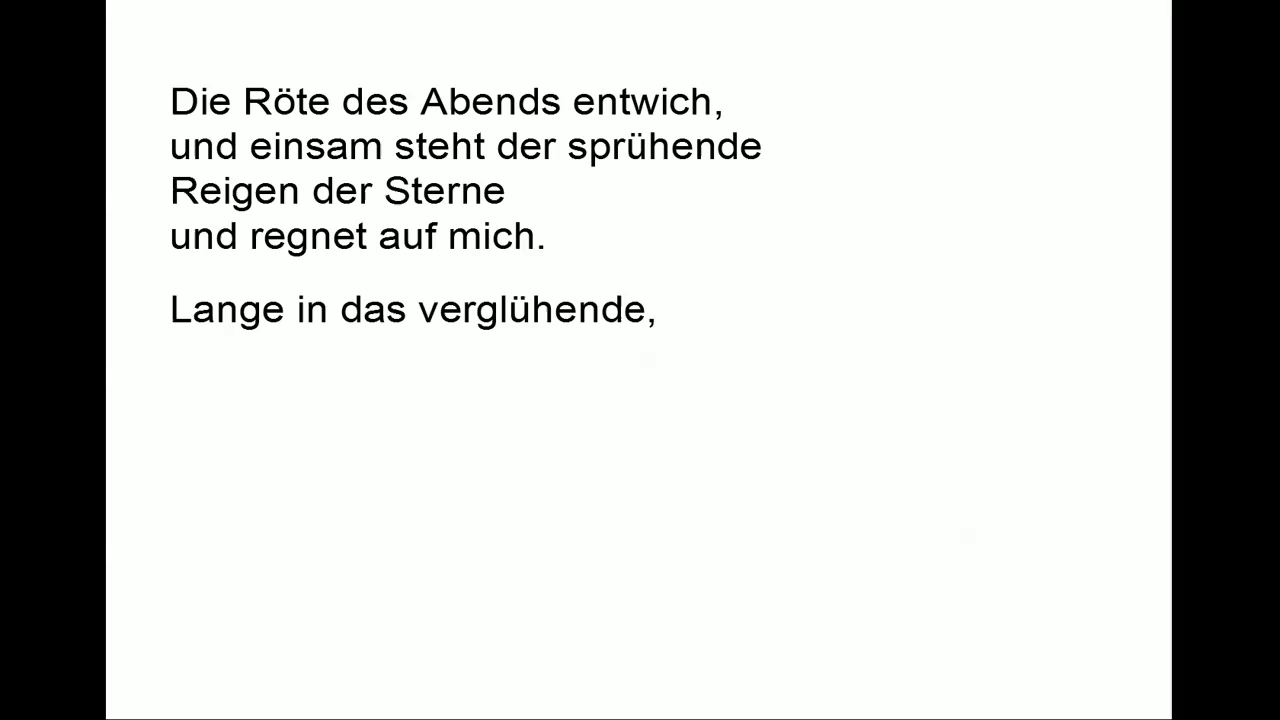 Die Röte des Abends entwich,
und einsam steht der sprühende
Reigen der Sterne
und regnet auf mich.
Lange in das verglühende,